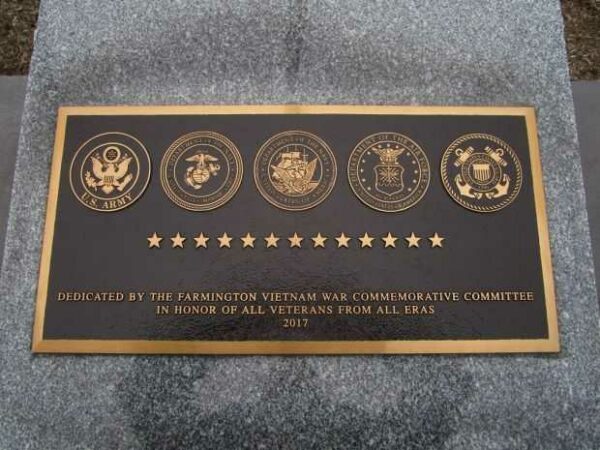 U.S. ARMY
DEDICATED BY THE FARMINGTON VIETNAM WAR COMMEMORATIVE COMMITTEE
IN HONOR OF ALL VETERANS FROM ALL ERAS
2017